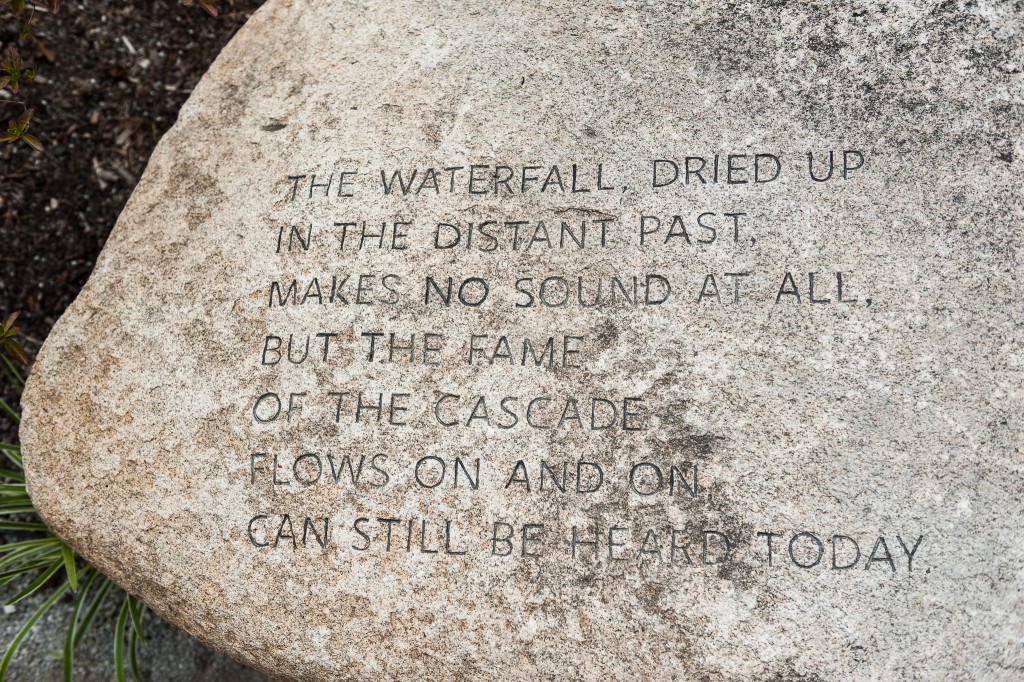 THE WATERFALL, DRIED UP
IN THE DISTANT PAST,
MAKES NO SOUND AT ALL,
BUT THE FAME
OF THE CASCADE
FLOWS ON AND ON,
CAN STILL BE HEARD TODAY.